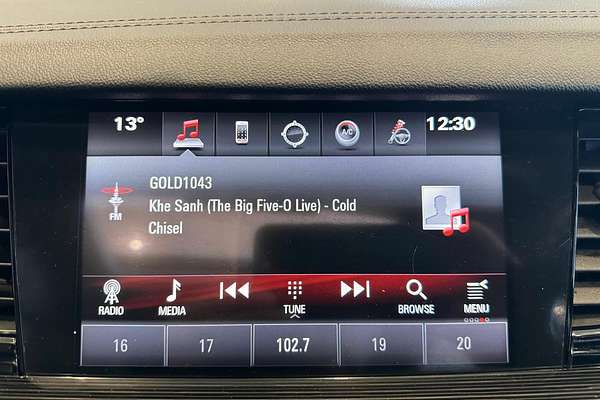 13° A/C 12:30
GOLD1043
FM
Khe Sanh (The Big Five-O Live) - Cold
Chisel
RADIO MEDIA TUNE BROWSE MENU
16 17 102.7 19 20